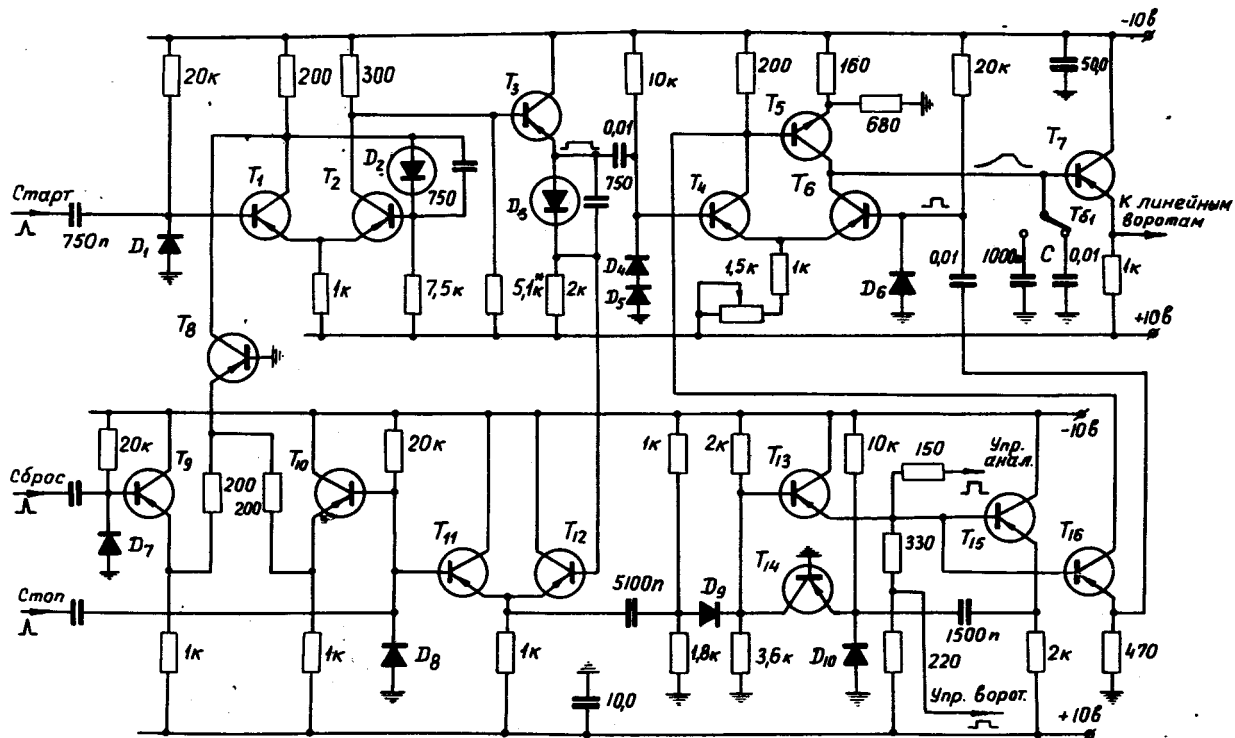 -10в
20к
200
300
T3
10к
200
160
20к
50,0
T5
680
T7
0,01
D2
750
T1
T2
750
T4
T6
Старт
750п
D1
D3
К линейным
воротам
Тб1
D4
D5
1,5к
1к
D6
0,01
1000п
C
0,01
1к
1к
7,5к
5,1к*
2к
+10в
T8
-10в
20к
T9
200
200
T10
20к
1к
2к
T13
10к
150
Упр.
анал.
Сброс
D7
T11
T12
T14
330
T15
T16
Стоп
5100п
D9
1500п
1к
1к
D8
1к
1,8к
3,6к
D10
220
2к
470
10,0
Упр. ворот.
+10в